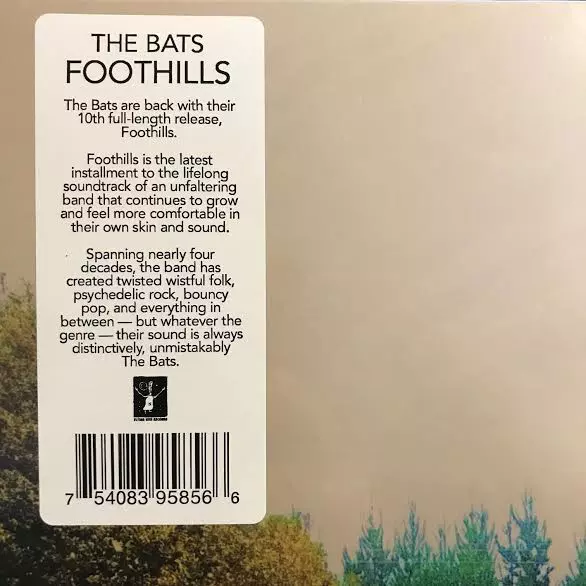 THE BATS
FOOTHILLS
The Bats are back with their
10th full-length release,
Foothills.
Foothills is the latest
installment to the lifelong
soundtrack of an unfaltering
band that continues to grow
and feel more comfortable in
their own skin and sound.
Spanning nearly four
decades, the band has
created twisted wistful folk,
psychedelic rock, bouncy
pop, and everything in
between — but whatever the
genre — their sound is always
distinctively, unmistakably
The Bats.
FLYING NUN RECORDS
7 54083 95856 6